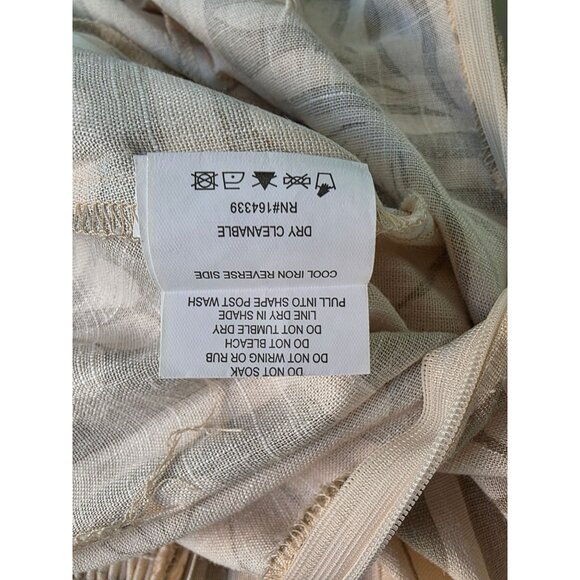 DO NOT SOAK
DO NOT WRING OR RUB
DO NOT BLEACH
DO NOT TUMBLE DRY
LINE DRY IN SHADE
PULL INTO SHAPE POST WASH
COOL IRON REVERSE SIDE
DRY CLEANABLE
RN#164339